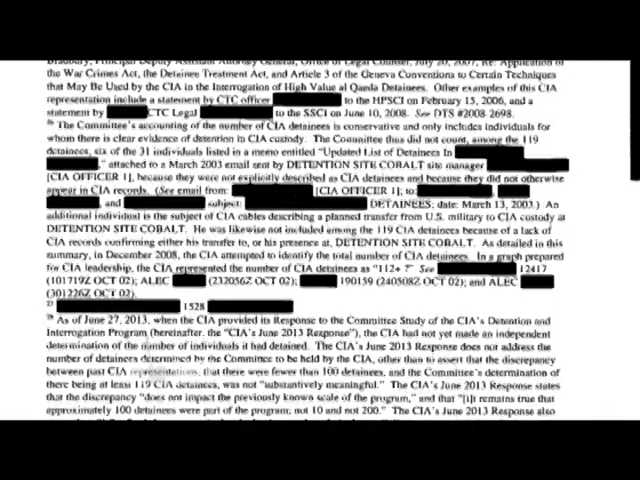 Bradbury, Principal Deputy Assistant Attorney General, Office of Legal Counsel, July 20, 2007, Re: Application of
the War Crimes Act, the Detainee Treatment Act, and Article 3 of the Geneva Conventions to Certain Techniques
that May Be Used by the CIA in the Interrogation of High Value al Qaeda Detainees. Other examples of this CIA
representation include a statement by CTC officer to the HPSCI on February 15, 2006, and a
statement by CTC Legal to the SSCI on June 10, 2008. See DTS #2008-2698.
26 The Committee's accounting of the number of CIA detainees is conservative and only includes individuals for
whom there is clear evidence of detention in CIA custody. The Committee thus did not count, among the 119
detainees, six of the 31 individuals listed in a memo entitled "Updated List of Detainees In
," attached to a March 2003 email sent by DETENTION SITE COBALT site manager
[CIA OFFICER 1], because they were not explicitly described as CIA detainees and because they did not otherwise
appear in CIA records. (See email from: [CIA OFFICER 1]; to:
, and subject: DETAINEES; date: March 13, 2003.) An
additional individual is the subject of CIA cables describing a planned transfer from U.S. military to CIA custody at
DETENTION SITE COBALT. He was likewise not included among the 119 CIA detainees because of a lack of
CIA records confirming either his transfer to, or his presence at, DETENTION SITE COBALT. As detailed in this
summary, in December 2008, the CIA attempted to identify the total number of CIA detainees. In a graph prepared
for CIA leadership, the CIA represented the number of CIA detainees as "112+ ?" See 12417
(101719Z OCT 02); ALEC (232056Z OCT 02); 190159 (240508Z OCT 02); and ALEC
(301226Z OCT 02).
27 1528
28 As of June 27, 2013, when the CIA provided its Response to the Committee Study of the CIA's Detention and
Interrogation Program (hereinafter, the "CIA's June 2013 Response"), the CIA had not yet made an independent
determination of the number of individuals it had detained. The CIA's June 2013 Response does not address the
number of detainees determined by the Committee to be held by the CIA, other than to assert that the discrepancy
between past CIA representations, that there were fewer than 100 detainees, and the Committee's determination of
there being at least 119 CIA detainees, was not "substantively meaningful." The CIA's June 2013 Response states
that the discrepancy "does not impact the previously known scale of the program," and that "[i]t remains true that
approximately 100 detainees were part of the program; not 10 and not 200." The CIA's June 2013 Response also